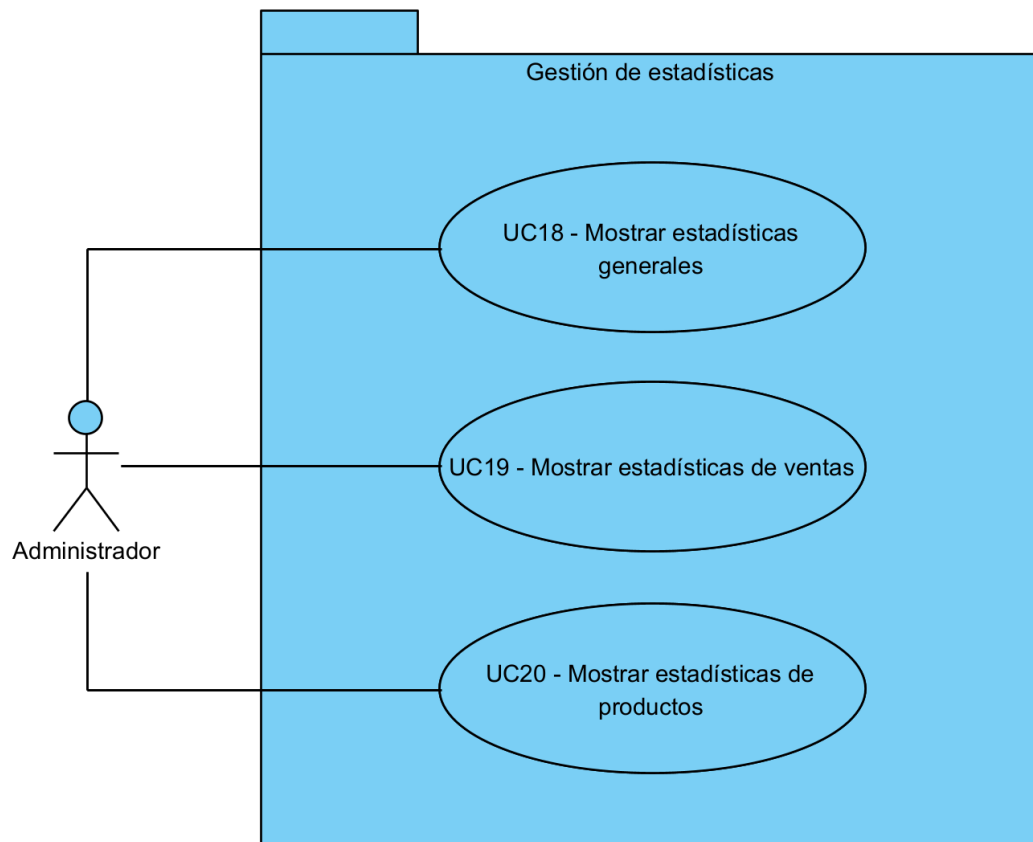 Gestión de estadísticas
UC18 - Mostrar estadísticas
generales
UC19 - Mostrar estadísticas de ventas
Administrador
UC20 - Mostrar estadísticas de
productos